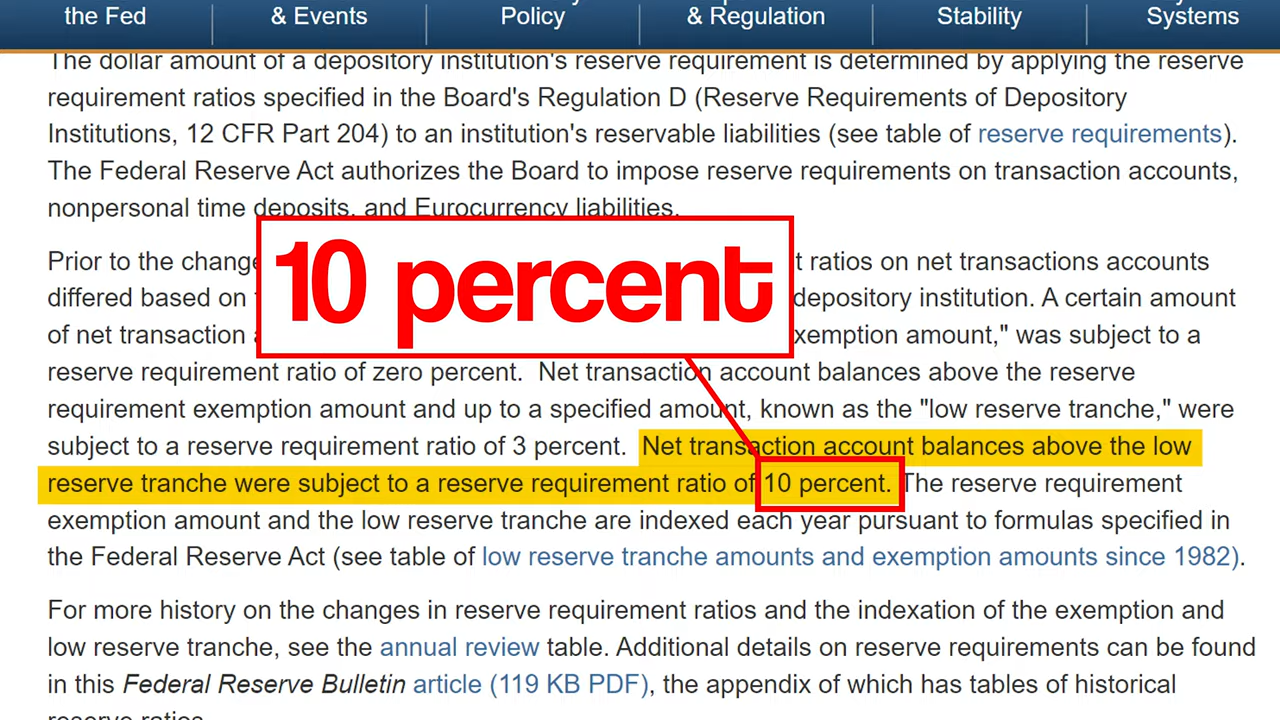 the Fed & Events Policy & Regulation Stability Systems
The dollar amount of a depository institution's reserve requirement is determined by applying the reserve
requirement ratios specified in the Board's Regulation D (Reserve Requirements of Depository
Institutions, 12 CFR Part 204) to an institution's reservable liabilities (see table of reserve requirements).
The Federal Reserve Act authorizes the Board to impose reserve requirements on transaction accounts,
nonpersonal time deposits, and Eurocurrency liabilities.
10 percent
Prior to the ratios on net transactions accounts
differed based on depository institution. A certain amount
of net transaction amount," was subject to a
reserve requirement ratio of zero percent. Net transaction account balances above the reserve
requirement exemption amount and up to a specified amount, known as the "low reserve tranche," were
subject to a reserve requirement ratio of 3 percent. Net transaction account balances above the low
reserve tranche were subject to a reserve requirement ratio of 10 percent. The reserve requirement
exemption amount and the low reserve tranche are indexed each year pursuant to formulas specified in
the Federal Reserve Act (see table of low reserve tranche amounts and exemption amounts since 1982).
For more history on the changes in reserve requirement ratios and the indexation of the exemption and
low reserve tranche, see the annual review table. Additional details on reserve requirements can be found
in this Federal Reserve Bulletin article (119 KB PDF), the appendix of which has tables of historical
reserve ratios.